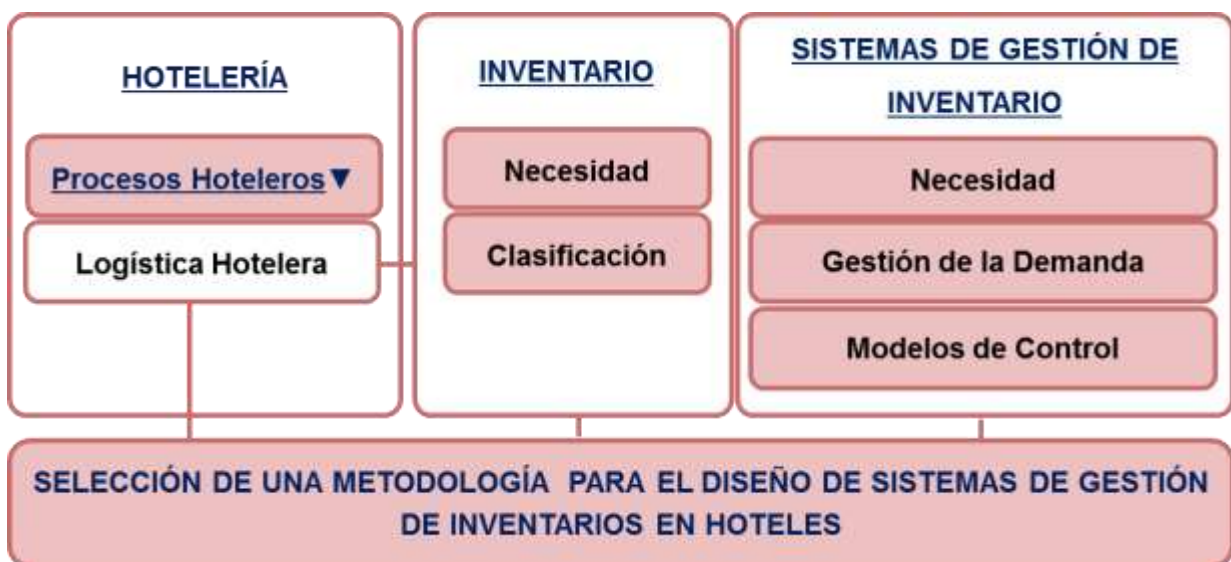 HOTELERÍA
Procesos Hoteleros▼
Logística Hotelera
INVENTARIO
Necesidad
Clasificación
SISTEMAS DE GESTIÓN DE
INVENTARIO
Necesidad
Gestión de la Demanda
Modelos de Control
SELECCIÓN DE UNA METODOLOGÍA PARA EL DISEÑO DE SISTEMAS DE GESTIÓN
DE INVENTARIOS EN HOTELES